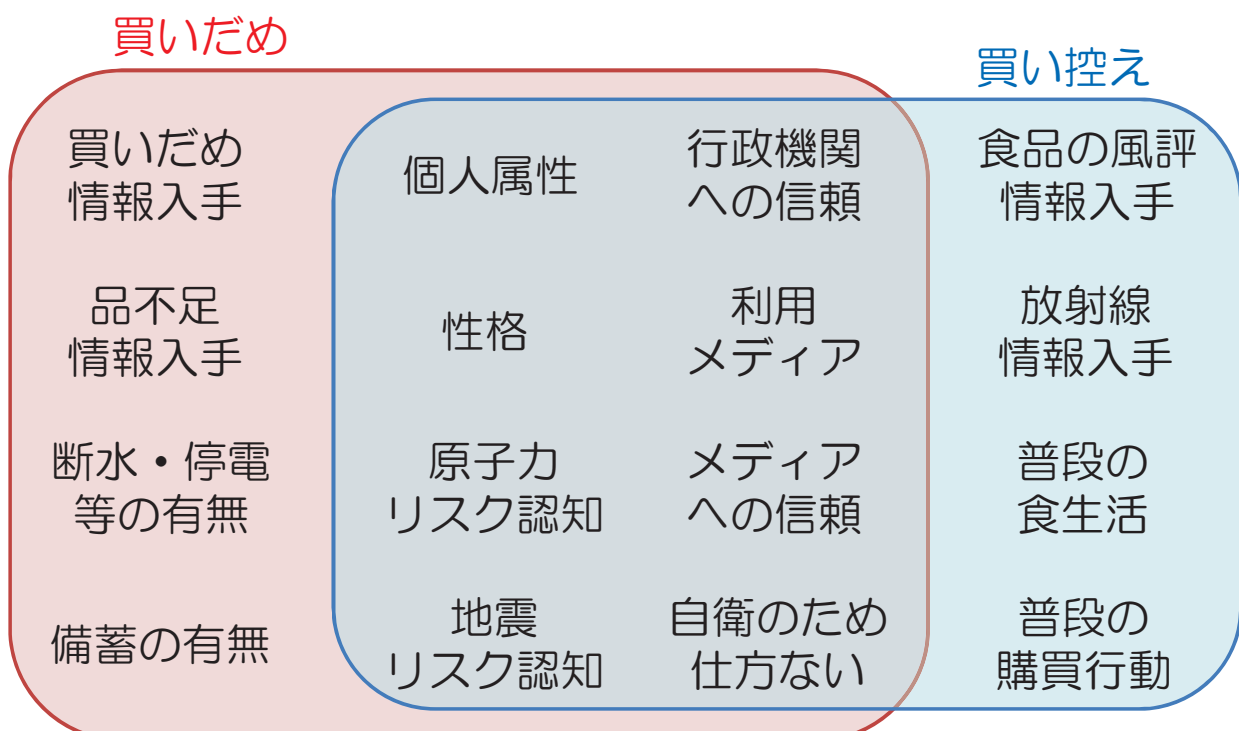 買いだめ
買い控え
買いだめ
情報入手
個人属性
行政機関
への信頼
食品の風評
情報入手
品不足
情報入手
性格
利用
メディア
放射線
情報入手
断水・停電
等の有無
原子力
リスク認知
メディア
への信頼
普段の
食生活
備蓄の有無
地震
リスク認知
自衛のため
仕方ない
普段の
購買行動